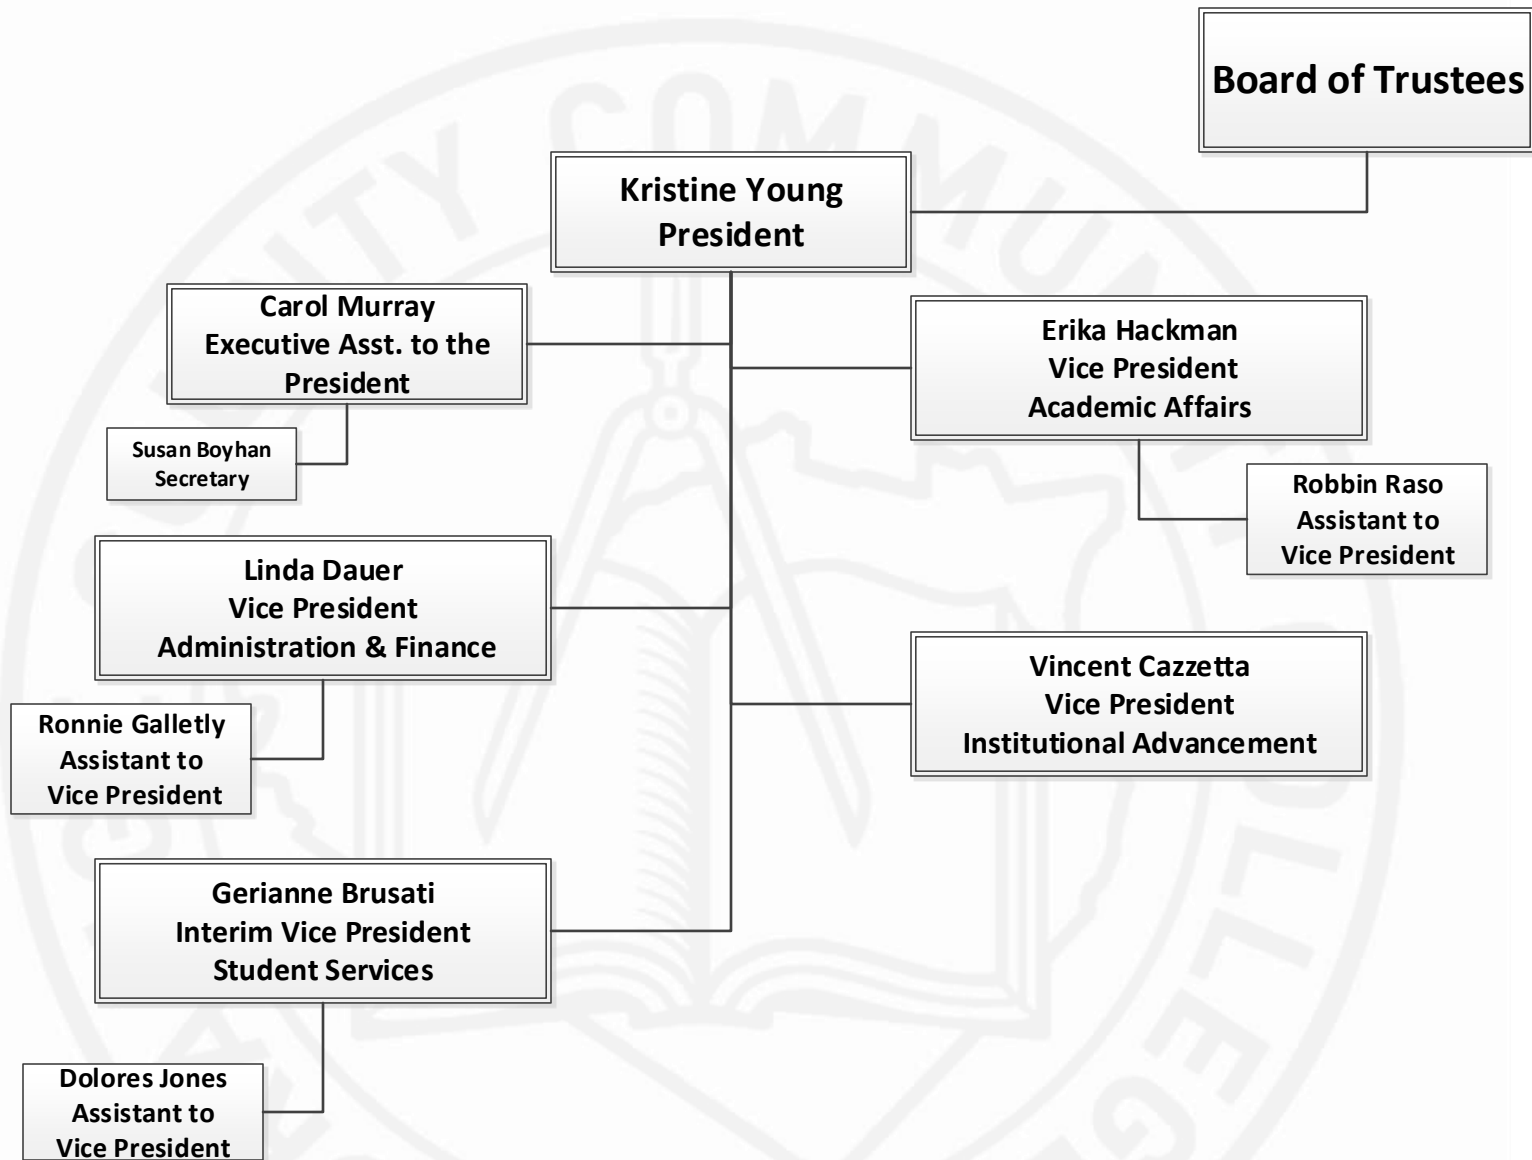 Board of Trustees
Kristine Young
President
Carol Murray
Executive Asst. to the
President
Erika Hackman
Vice President
Academic Affairs
Susan Boyhan
Secretary
Robbin Raso
Assistant to
Vice President
Linda Dauer
Vice President
Administration & Finance
Vincent Cazzetta
Vice President
Institutional Advancement
Ronnie Galletly
Assistant to
Vice President
Gerianne Brusati
Interim Vice President
Student Services
Dolores Jones
Assistant to
Vice President
COUNTY COMMUNITY COLLEGE